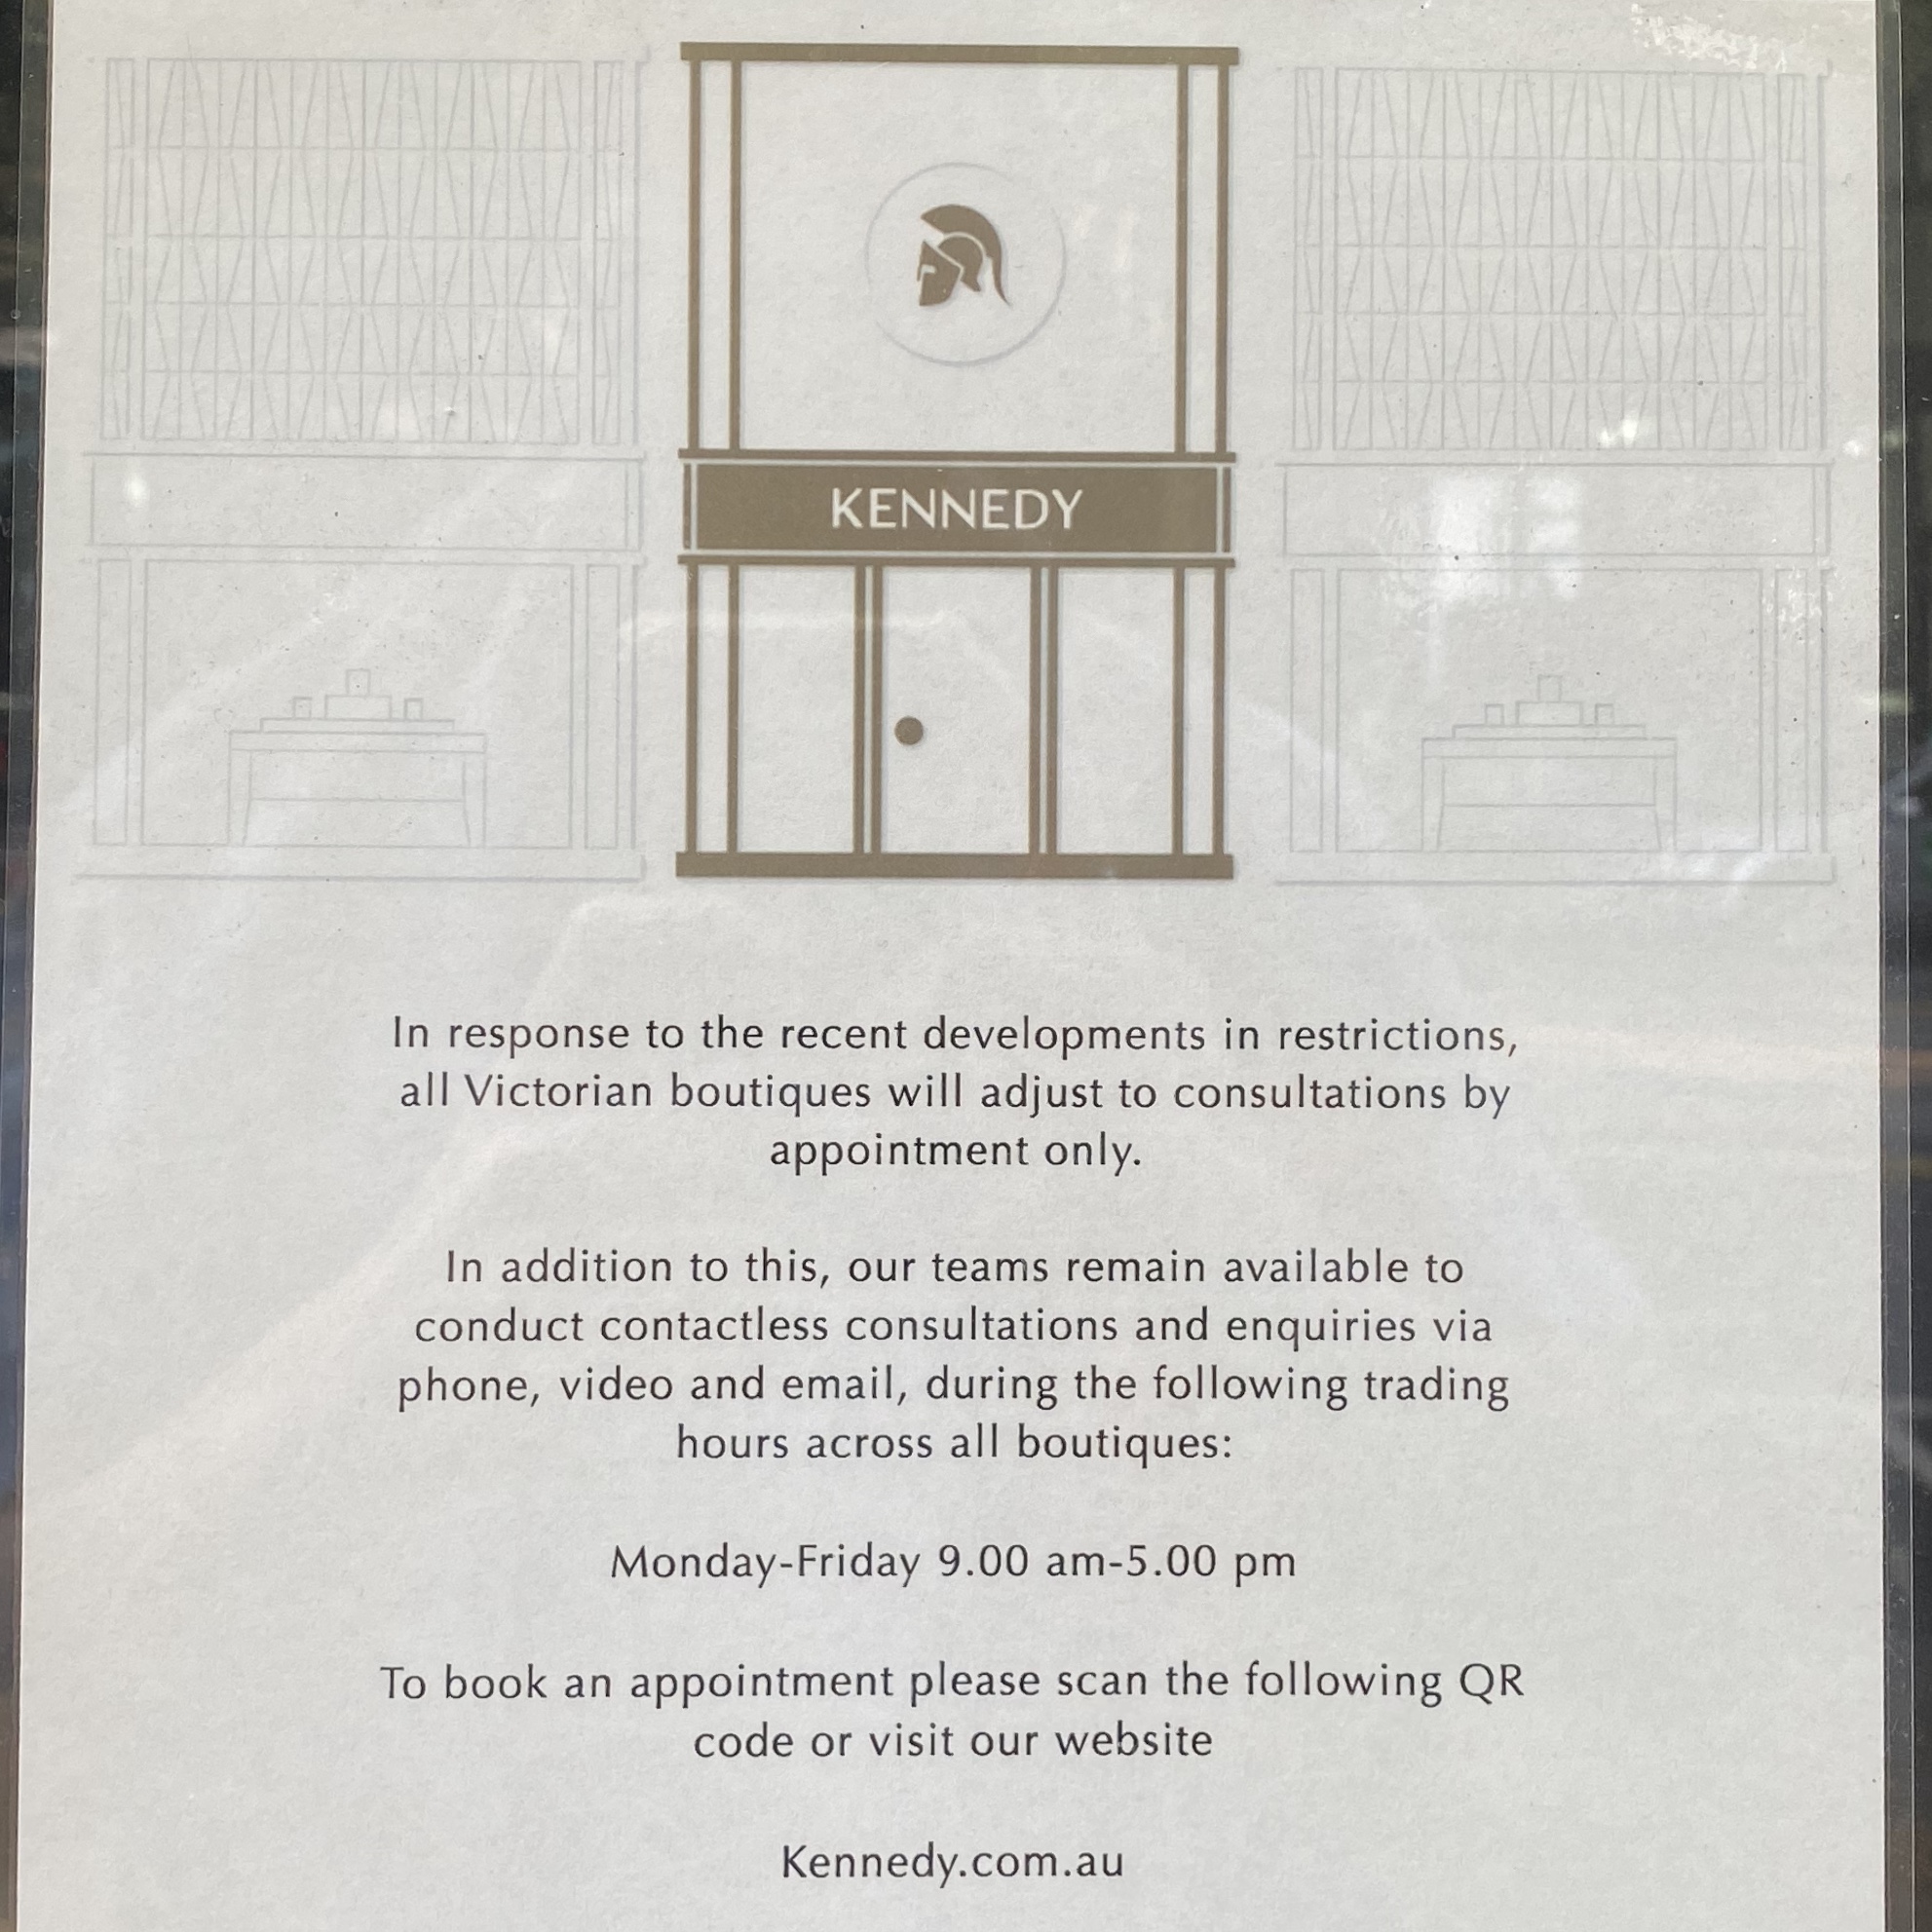 KENNEDY
In response to the recent developments in restrictions,
all Victorian boutiques will adjust to consultations by
appointment only.
In addition to this, our teams remain available to
conduct contactless consultations and enquiries via
phone, video and email, during the following trading
hours across all boutiques:
Monday-Friday 9.00 am-5.00 pm
To book an appointment please scan the following QR
code or visit our website
Kennedy.com.au